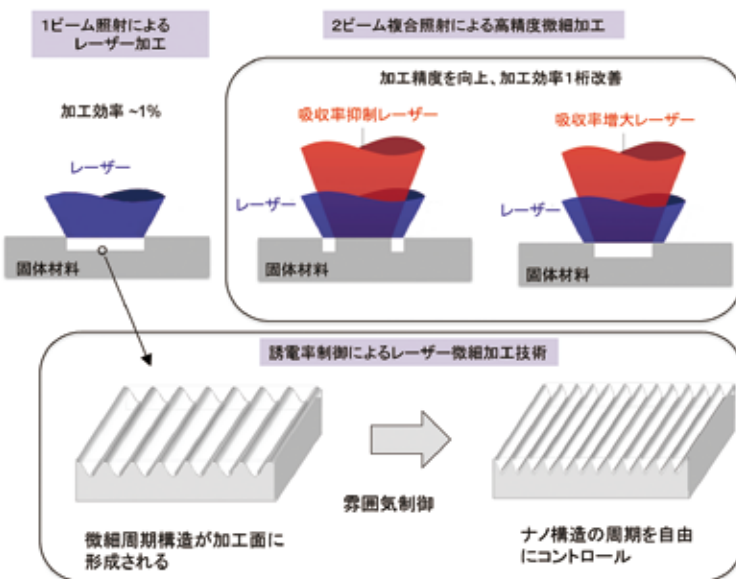 1ビーム照射による
レーザー加工
2ビーム複合照射による高精度微細加工
加工精度を向上、加工効率1桁改善
加工効率 ~1%
吸収率抑制レーザー
吸収率増大レーザー
レーザー
レーザー
レーザー
固体材料
固体材料
固体材料
誘電率制御によるレーザー微細加工技術
雰囲気制御
微細周期構造が加工面に
形成される
ナノ構造の周期を自由
にコントロール